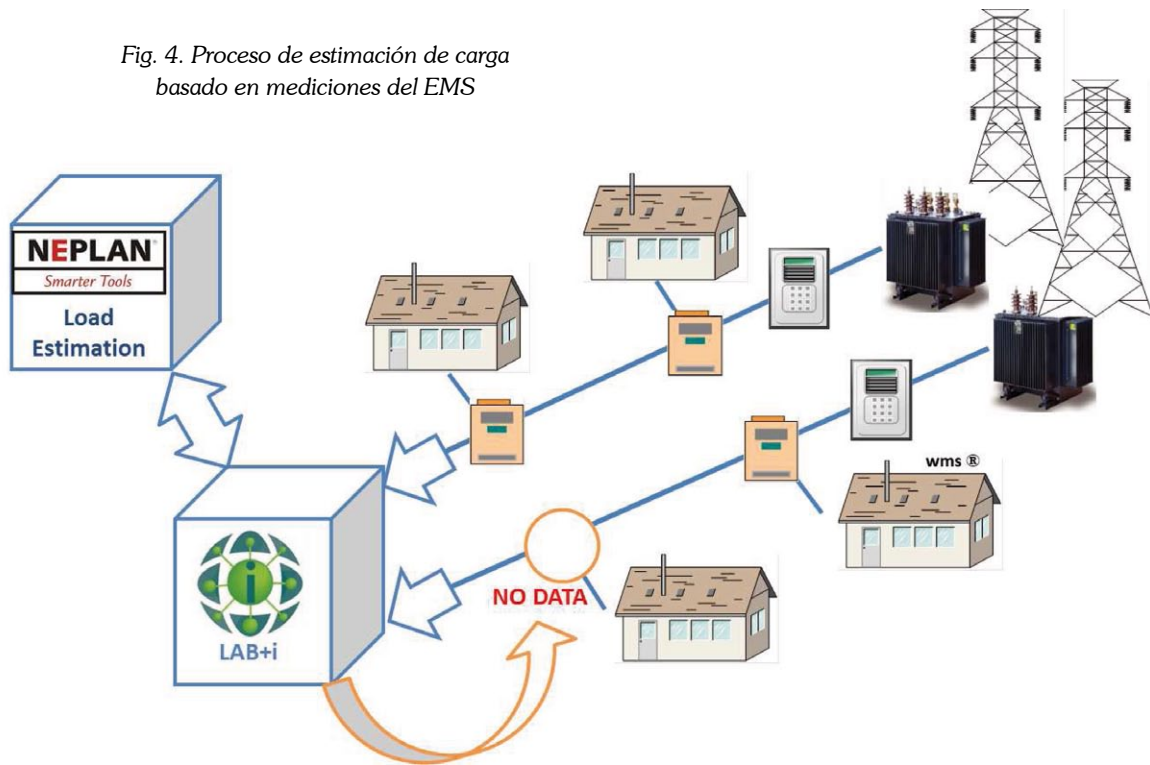 Fig. 4. Proceso de estimación de carga
basado en mediciones del EMS
NEPLAN®
Smarter Tools
Load
Estimation
wms ®
NO DATA
i
LAB+i